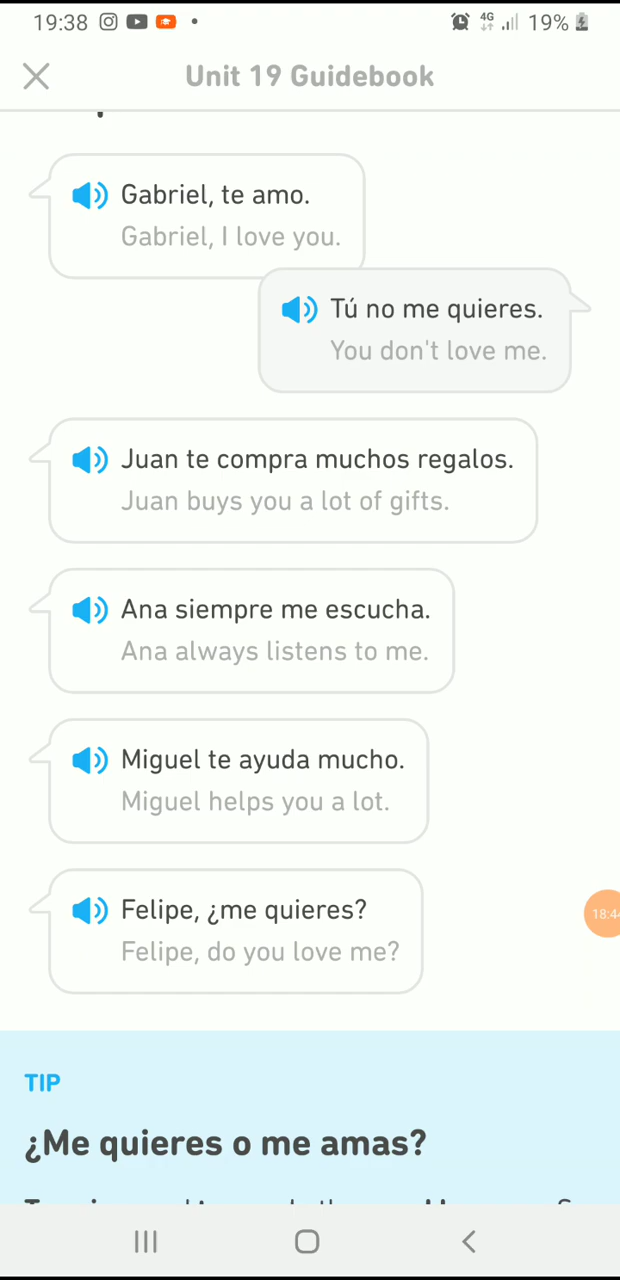 19:38 4G 19%
Unit 19 Guidebook
Gabriel, te amo.
Gabriel, I love you.
Tú no me quieres.
You don't love me.
Juan te compra muchos regalos.
Juan buys you a lot of gifts.
Ana siempre me escucha.
Ana always listens to me.
Miguel te ayuda mucho.
Miguel helps you a lot.
Felipe, ¿me quieres?
Felipe, do you love me?
TIP
¿Me quieres o me amas?